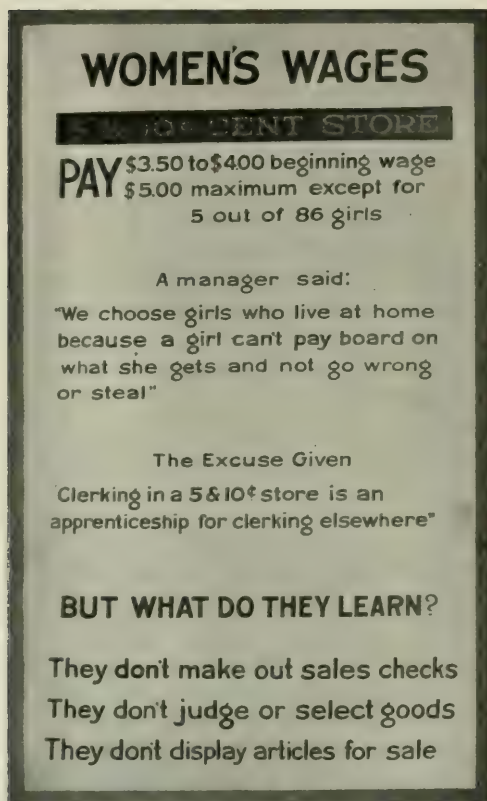 WOMEN'S WAGES
5 & 10¢ CENT STORE
PAY $3.50 to $4.00 beginning wage
$5.00 maximum except for
5 out of 86 girls
A manager said:
"We choose girls who live at home
because a girl can't pay board on
what she gets and not go wrong
or steal"
The Excuse Given
"Clerking in a 5 & 10¢ store is an
apprenticeship for clerking elsewhere"
BUT WHAT DO THEY LEARN?
They don't make out sales checks
They don't judge or select goods
They don't display articles for sale